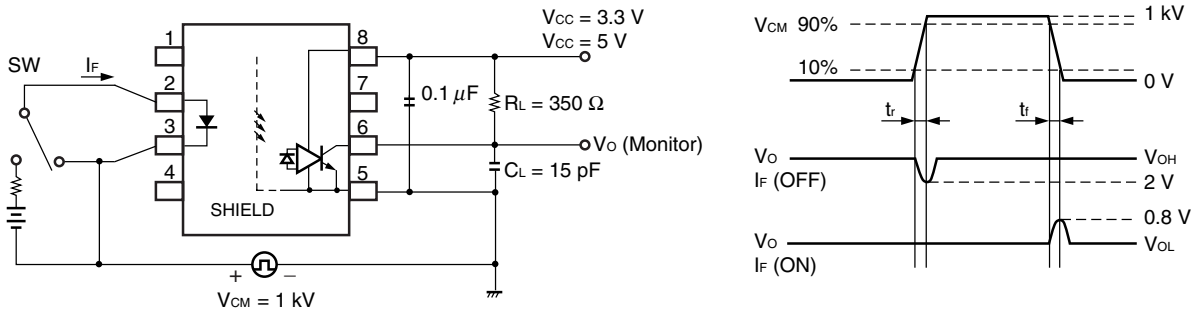 SW
IF
1
2
3
4
8
7
6
5
SHIELD
VCC = 3.3 V
VCC = 5 V
0.1 μF
RL = 350 Ω
VO (Monitor)
CL = 15 pF
+ −
VCM = 1 kV
VCM 90%
10%
1 kV
0 V
tr
tf
VO
IF (OFF)
VOH
2 V
0.8 V
VO
IF (ON)
VOL